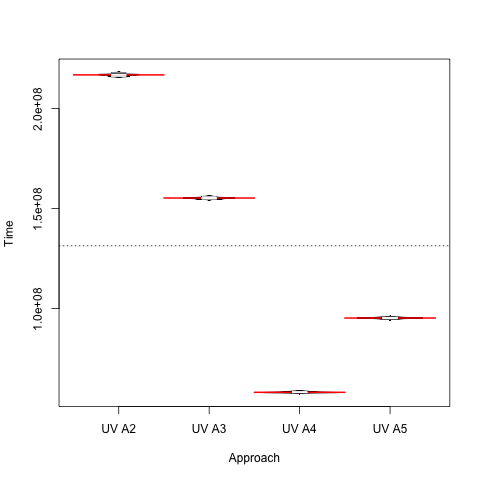 2.0e+08
1.5e+08
1.0e+08
Time
UV A2 UV A3 UV A4 UV A5
Approach